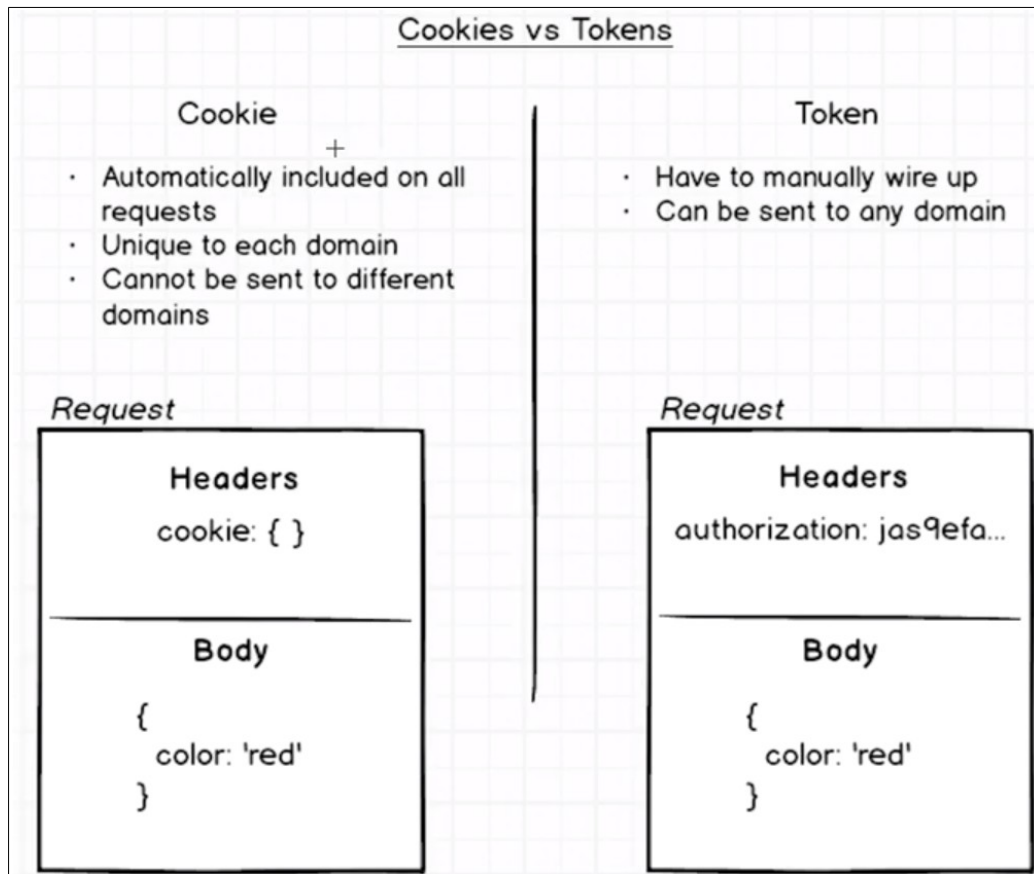 Cookies vs Tokens
Cookie
· Automatically included on all
requests
· Unique to each domain
· Cannot be sent to different
domains
Request
Headers
cookie: { }
Body
{
color: 'red'
}
Token
· Have to manually wire up
· Can be sent to any domain
Request
Headers
authorization: jas9efa...
Body
{
color: 'red'
}